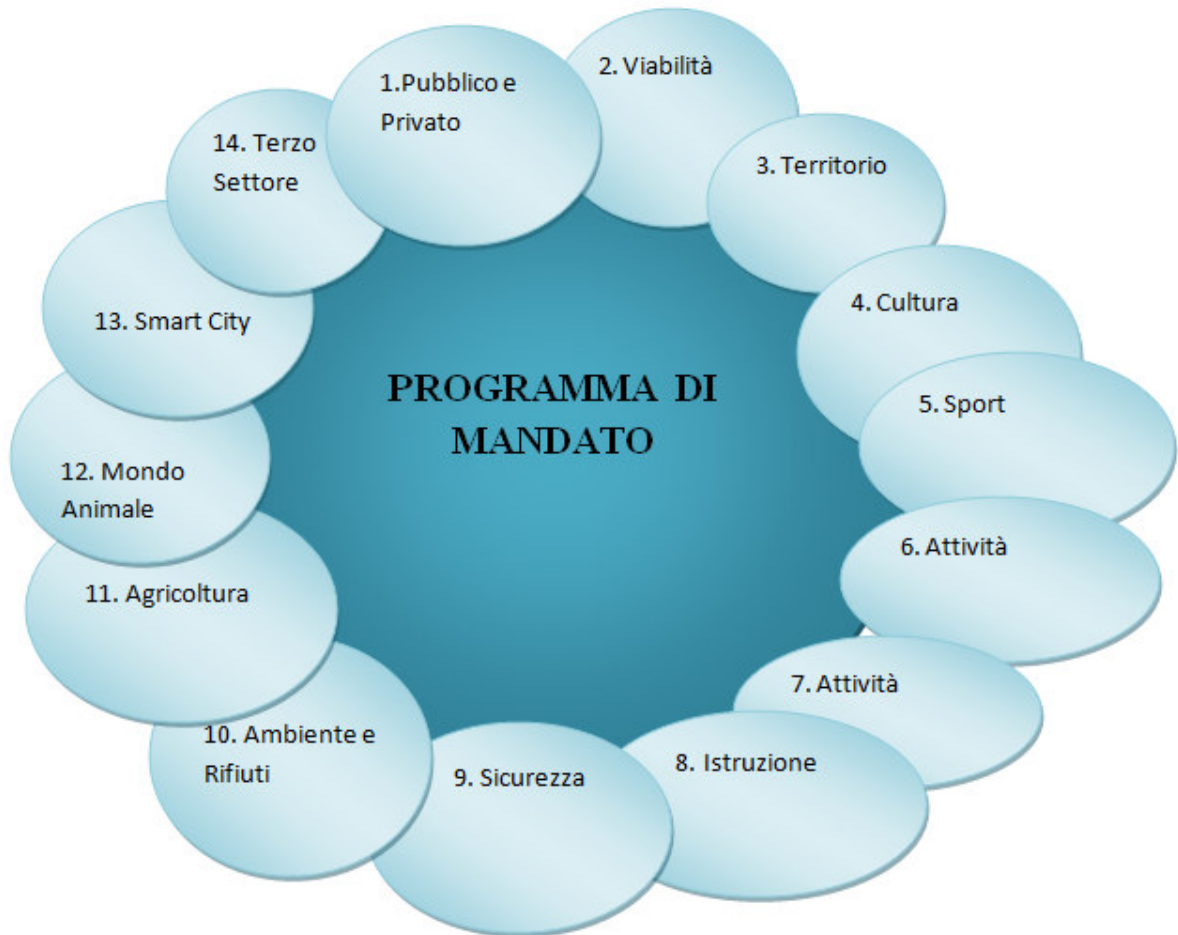 PROGRAMMA DI
MANDATO
1.Pubblico e
Privato
2. Viabilità
3. Territorio
4. Cultura
5. Sport
6. Attività
7. Attività
8. Istruzione
9. Sicurezza
10. Ambiente e
Rifiuti
11. Agricoltura
12. Mondo
Animale
13. Smart City
14. Terzo
Settore